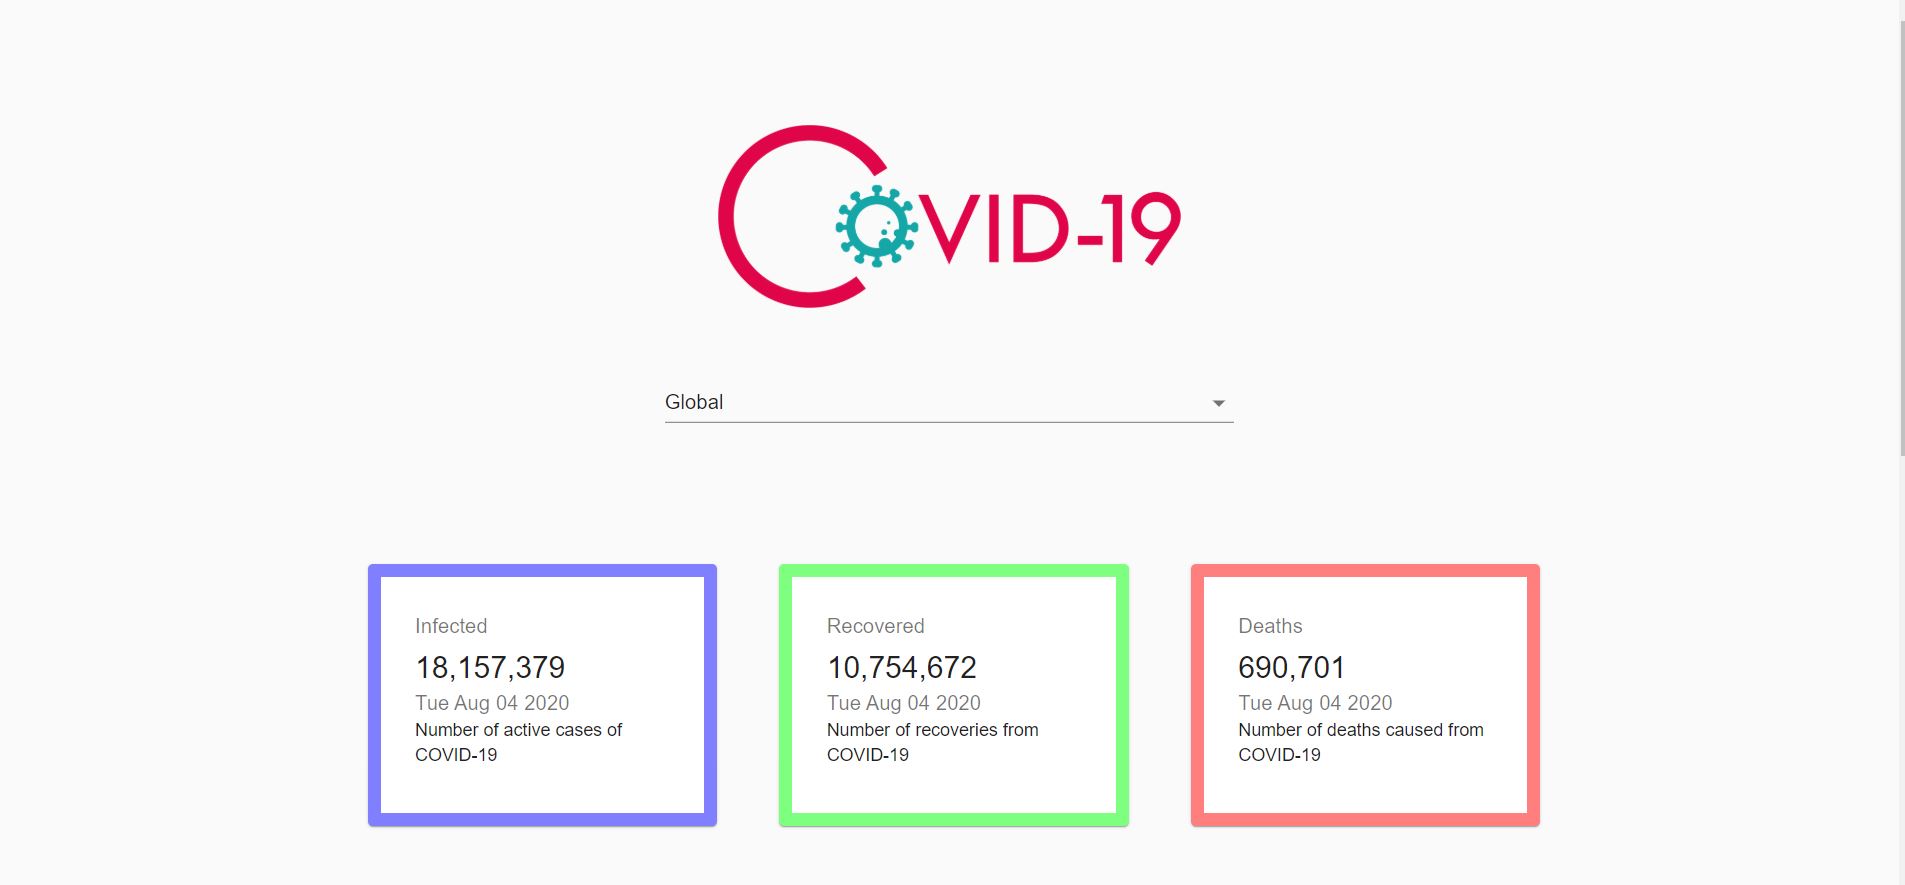 COVID-19
Global
Infected
18,157,379
Tue Aug 04 2020
Number of active cases of
COVID-19
Recovered
10,754,672
Tue Aug 04 2020
Number of recoveries from
COVID-19
Deaths
690,701
Tue Aug 04 2020
Number of deaths caused from
COVID-19